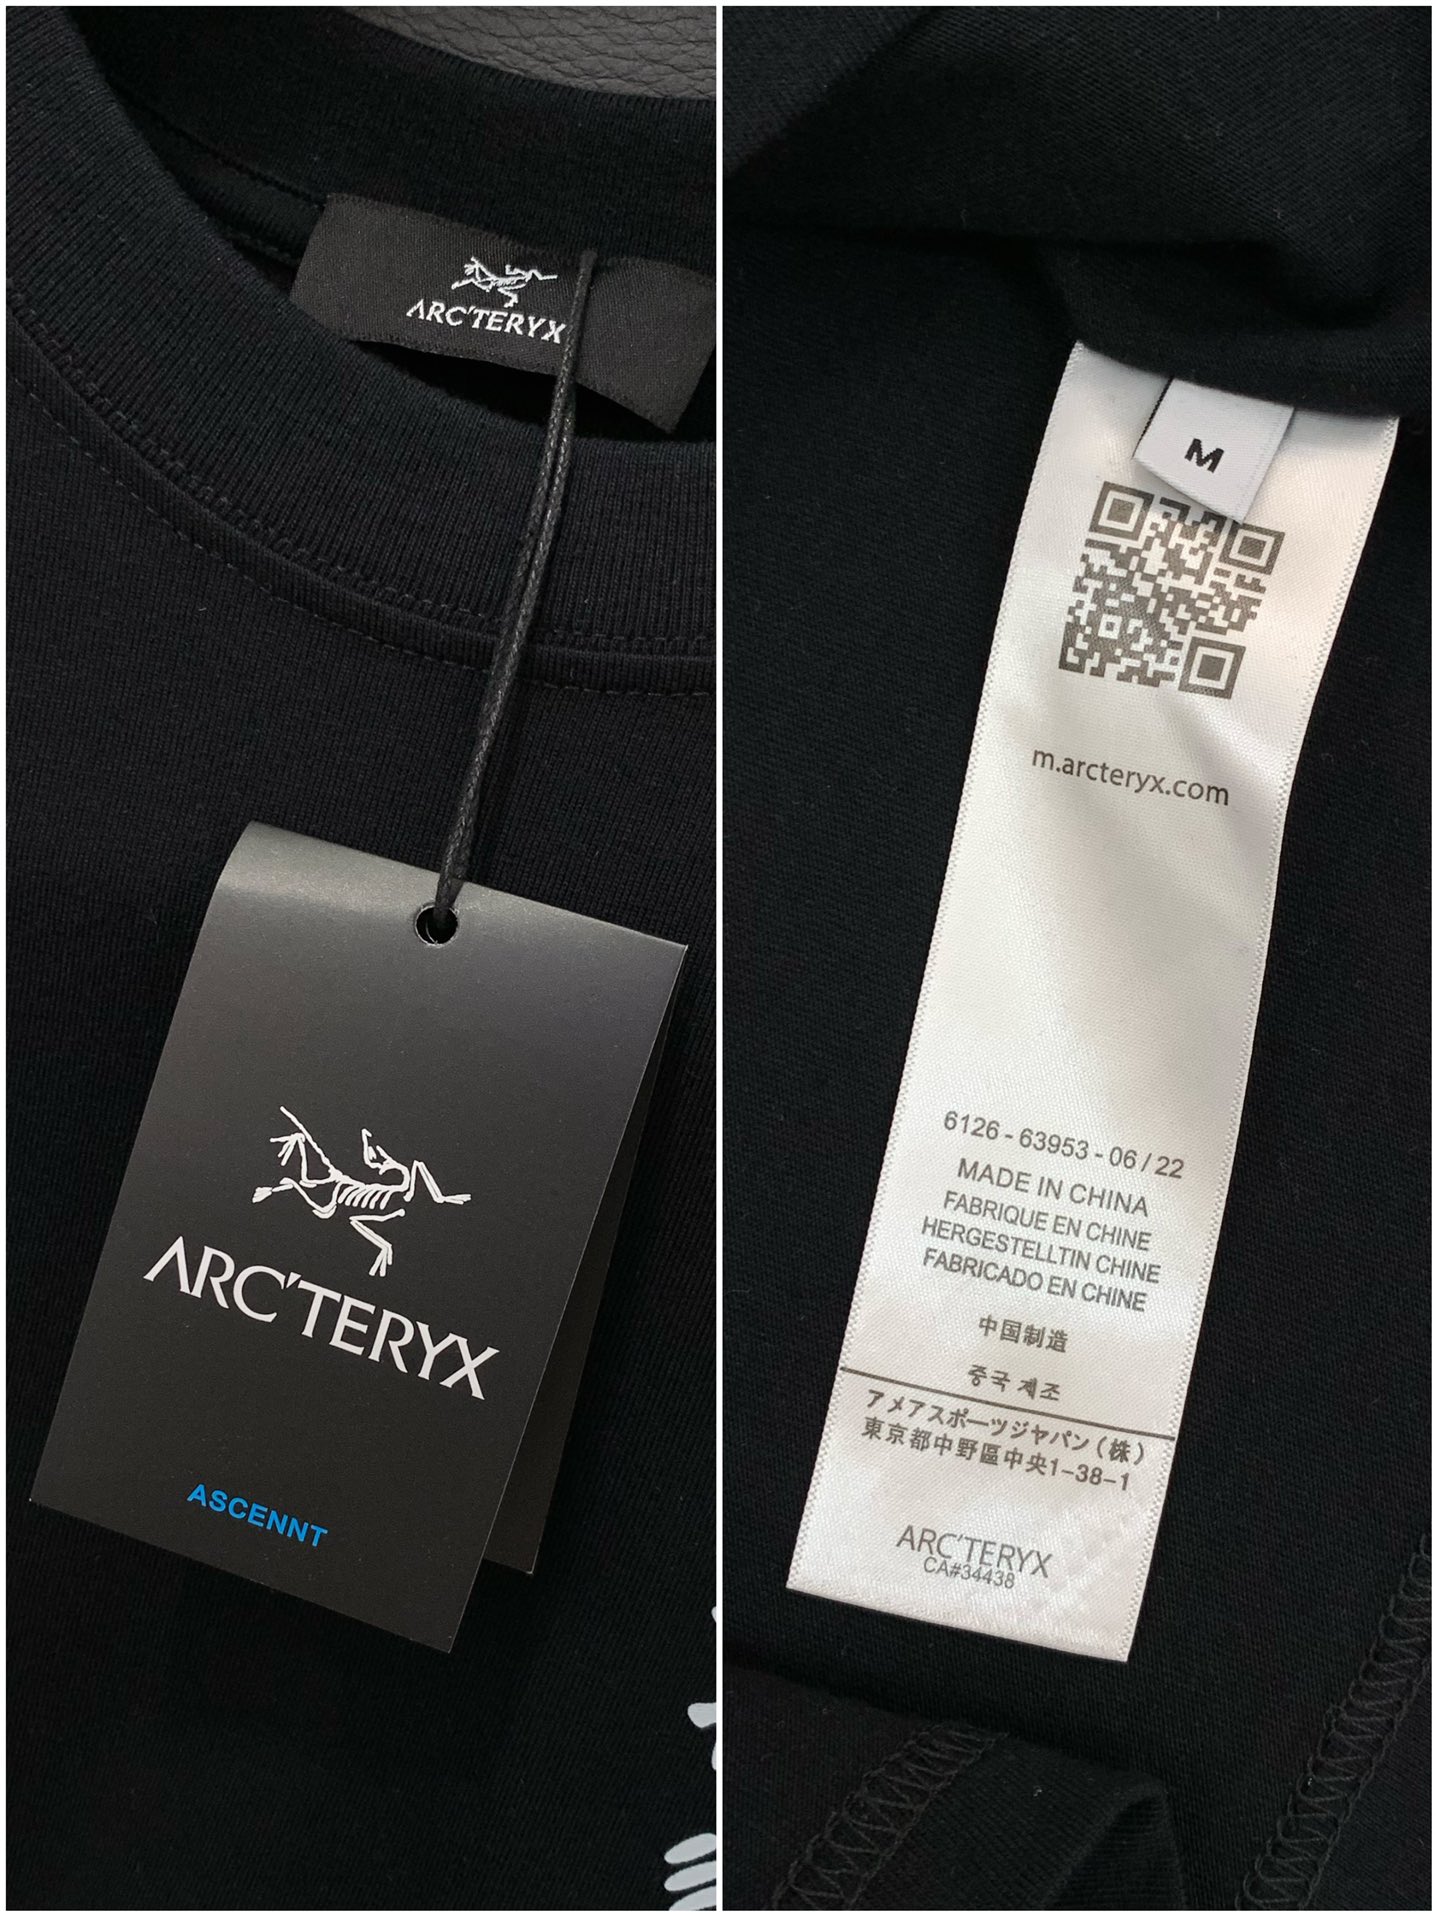 ARC'TERYX
ARC'TERYX
ASCENNT
M
m.arcteryx.com
6126 - 63953 - 06 / 22
MADE IN CHINA
FABRIQUE EN CHINE
HERGESTELLTIN CHINE
FABRICADO EN CHINE
中国制造
중국 제조
アメアスポーツジャパン(株)
東京都中野區中央1-38-1
ARC'TERYX
CA#34438